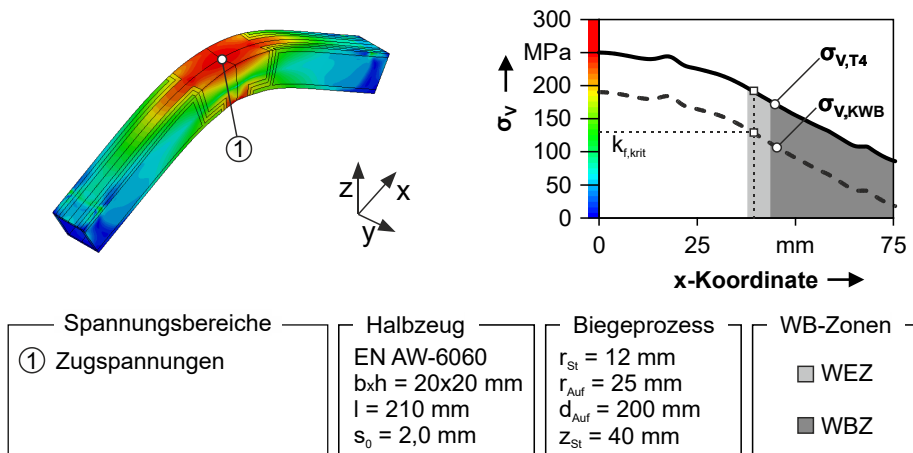 1
z
x
y
300
MPa
200
150
100
50
0
σV
σV,T4
σV,KWB
kf,krit
0
25
mm
75
x-Koordinate
Spannungsbereiche
1 Zugspannungen
Halbzeug
EN AW-6060
bxh = 20x20 mm
l = 210 mm
s0 = 2,0 mm
Biegeprozess
rSt = 12 mm
rAuf = 25 mm
dAuf = 200 mm
zSt = 40 mm
WB-Zonen
WEZ
WBZ